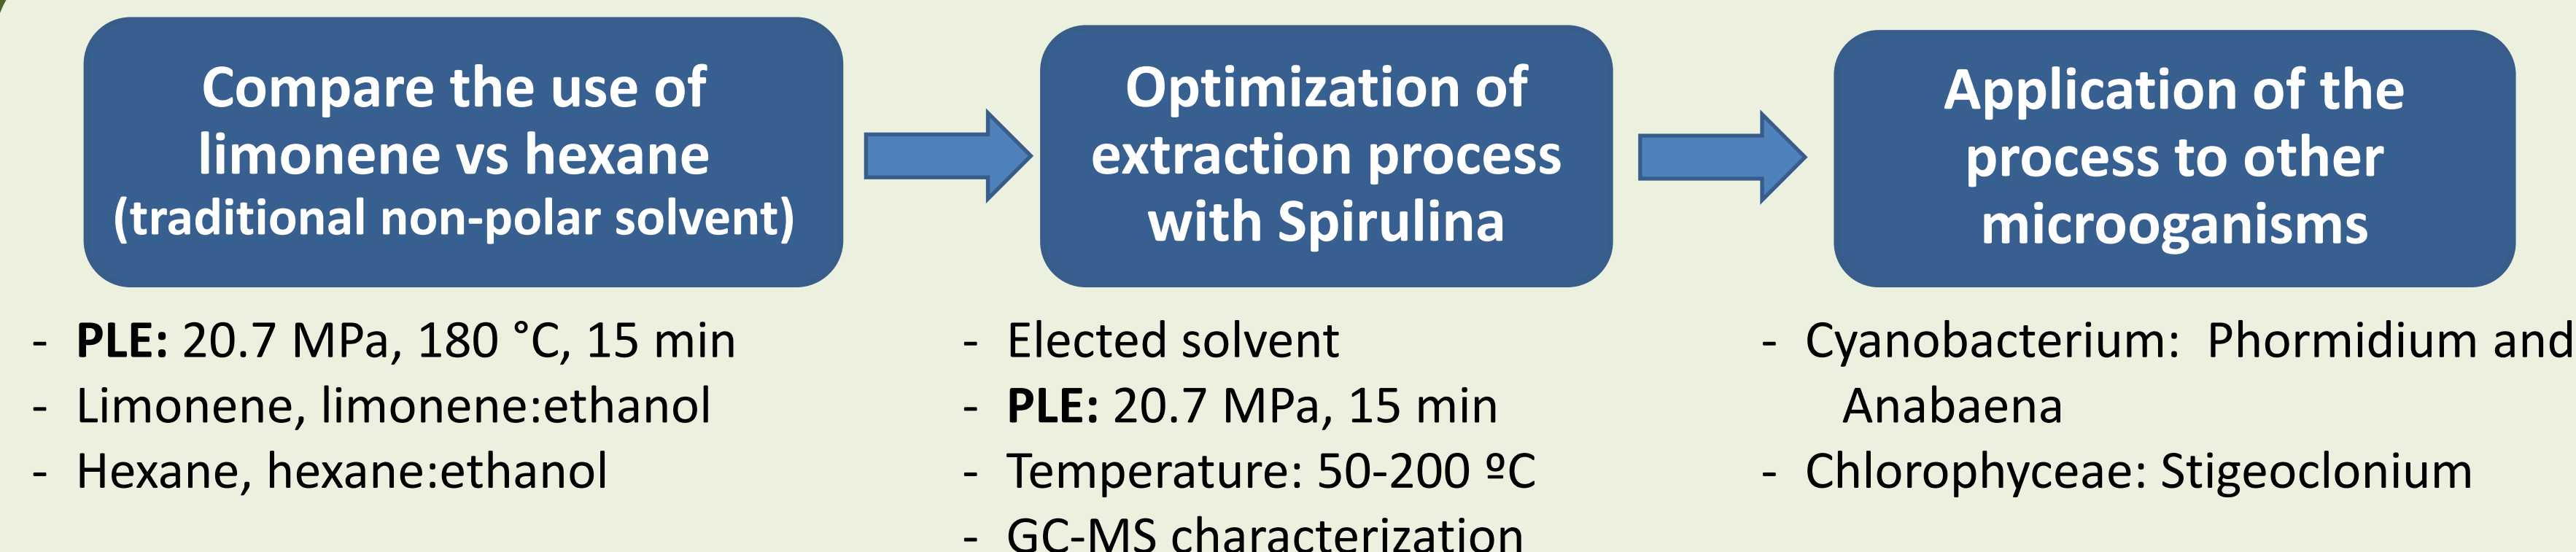 Compare the use of
limonene vs hexane
(traditional non-polar solvent)
- PLE: 20.7 MPa, 180 °C, 15 min
- Limonene, limonene:ethanol
- Hexane, hexane:ethanol
Optimization of
extraction process
with Spirulina
- Elected solvent
- PLE: 20.7 MPa, 15 min
- Temperature: 50-200 ºC
- GC-MS characterization
Application of the
process to other
microoganisms
- Cyanobacterium: Phormidium and
Anabaena
- Chlorophyceae: Stigeoclonium